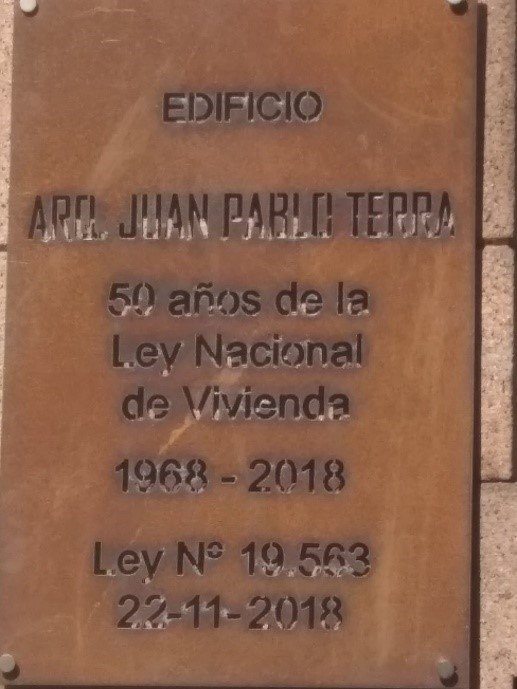 EDIFICIO
ARQ. JUAN PABLO TERRA
50 años de la
Ley Nacional
de Vivienda
1968 - 2018
Ley Nº 19.563
22-11-2018